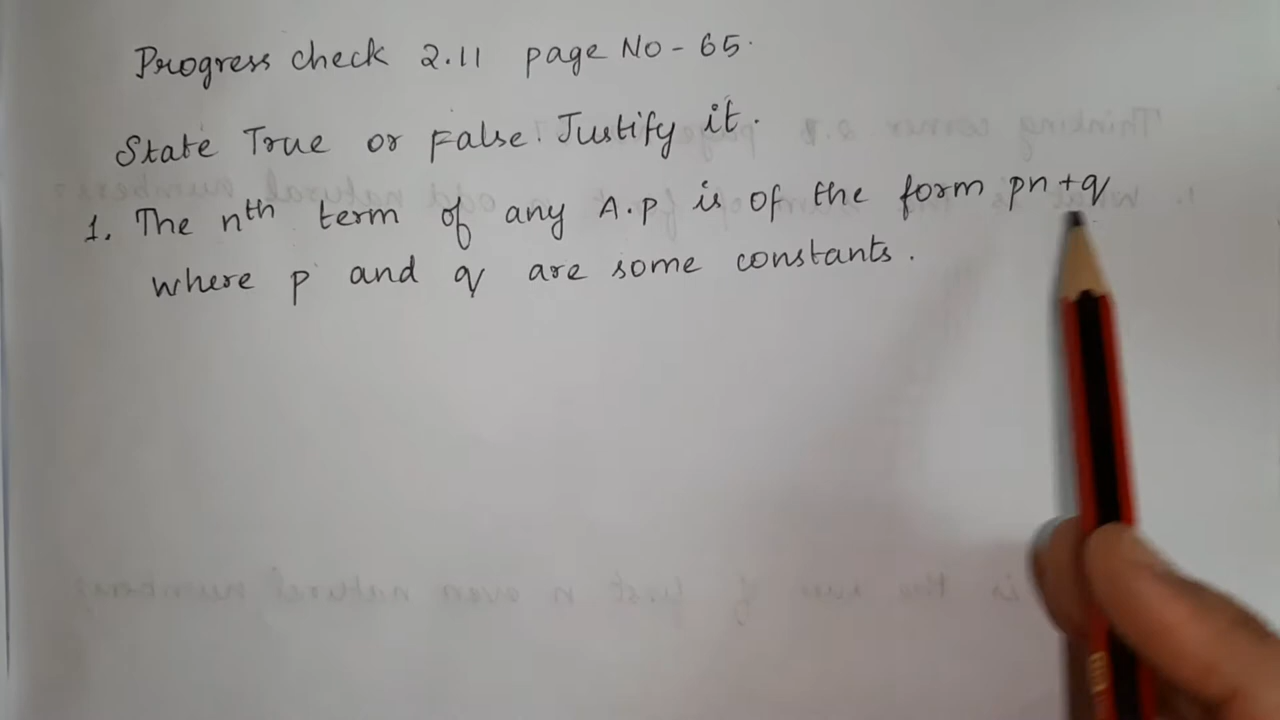 Progress check 2.11 page No - 65.
State True or False. Justify it.
1. The nth term of any A.P is of the form pn+q
where p and q are some constants.